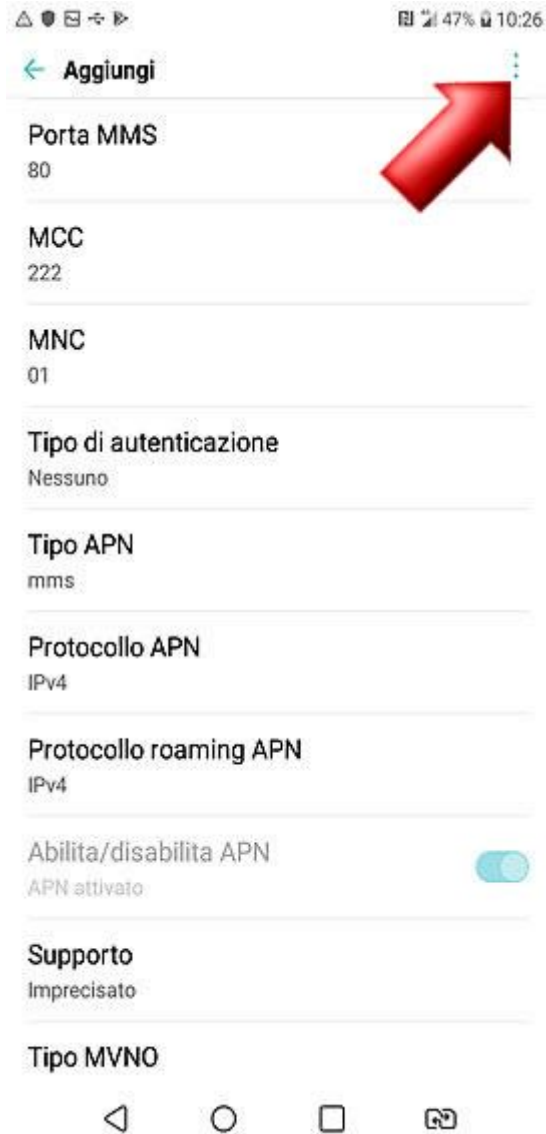 47% 10:26
Aggiungi
Porta MMS
80
MCC
222
MNC
01
Tipo di autenticazione
Nessuno
Tipo APN
mms
Protocollo APN
IPv4
Protocollo roaming APN
IPv4
Abilita/disabilita APN
APN attivato
Supporto
Imprecisato
Tipo MVNO